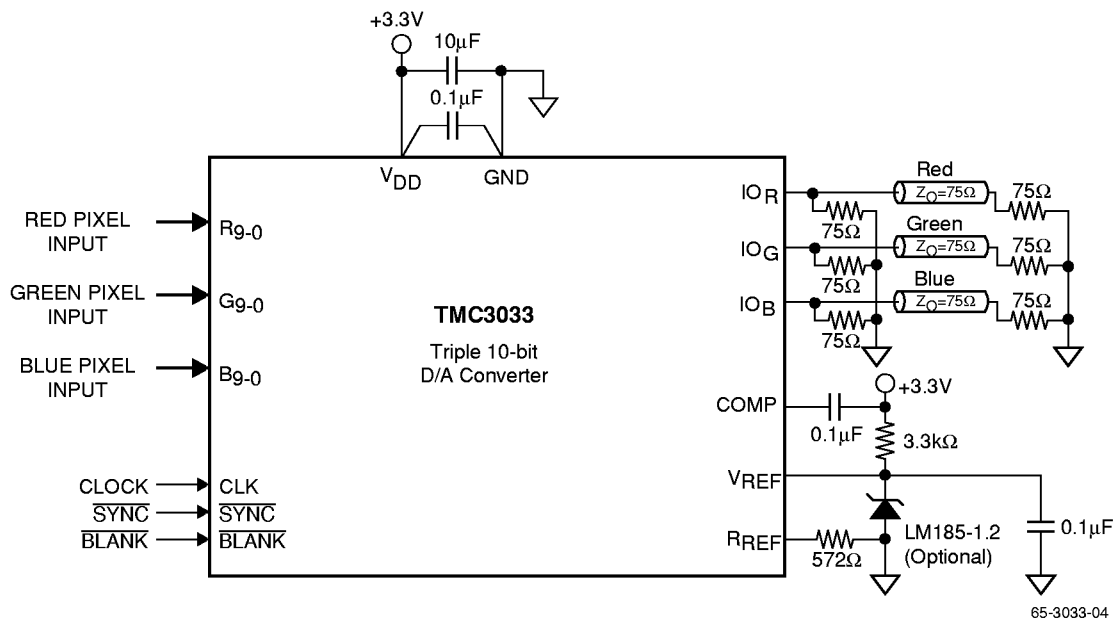 +3.3V
10μF
0.1μF
VDD
GND
RED PIXEL
INPUT
R9-0
GREEN PIXEL
INPUT
G9-0
BLUE PIXEL
INPUT
B9-0
CLOCK
CLK
SYNC
SYNC
BLANK
BLANK
TMC3033
Triple 10-bit
D/A Converter
IOR
75Ω
Red
ZO=75Ω
75Ω
IOG
75Ω
Green
ZO=75Ω
75Ω
IOB
75Ω
Blue
ZO=75Ω
75Ω
COMP
0.1μF
+3.3V
3.3kΩ
VREF
RREF
572Ω
LM185-1.2
(Optional)
0.1μF
65-3033-04